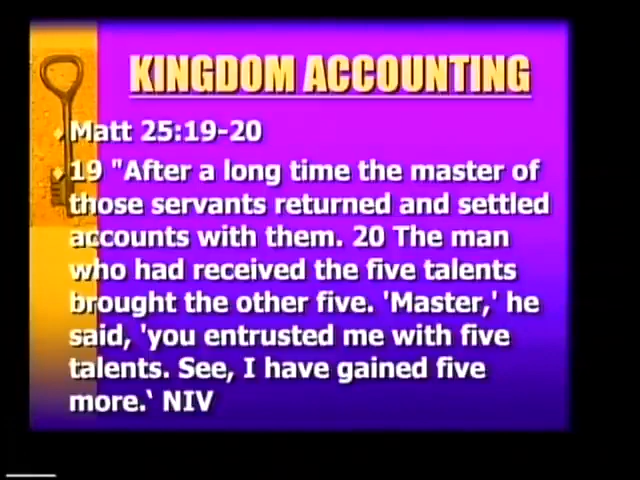 KINGDOM ACCOUNTING
Matt 25:19-20
19 "After a long time the master of
those servants returned and settled
accounts with them. 20 The man
who had received the five talents
brought the other five. 'Master,' he
said, 'you entrusted me with five
talents. See, I have gained five
more.‘ NIV